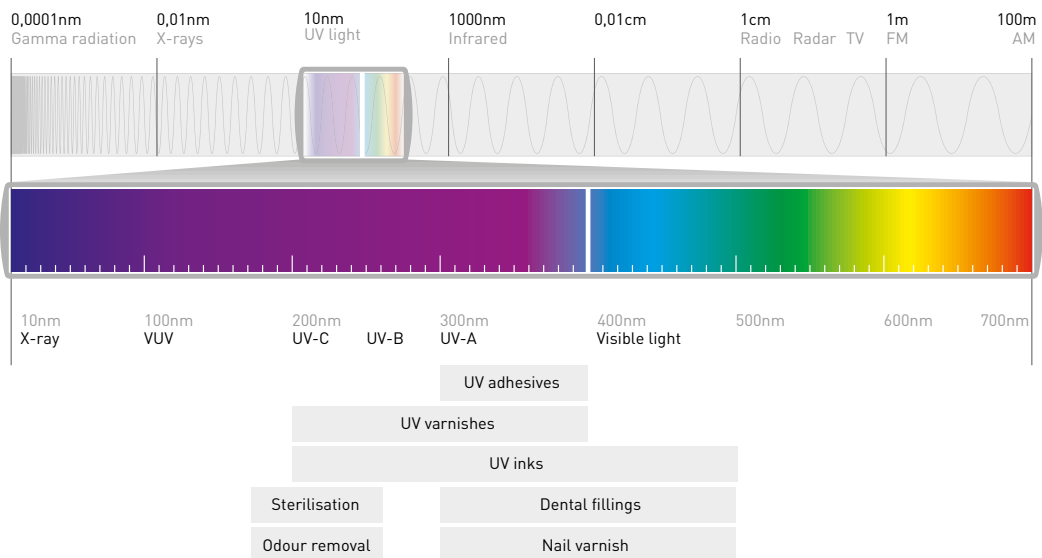 0,0001nm 0,01nm 10nm 1000nm 0,01cm 1cm 1m 100m
Gamma radiation X-rays UV light Infrared Radio Radar TV FM AM
10nm 100nm 200nm 300nm 400nm 500nm 600nm 700nm
X-ray VUV UV-C UV-B UV-A Visible light
UV adhesives
UV varnishes
UV inks
Sterilisation Dental fillings
Odour removal Nail varnish